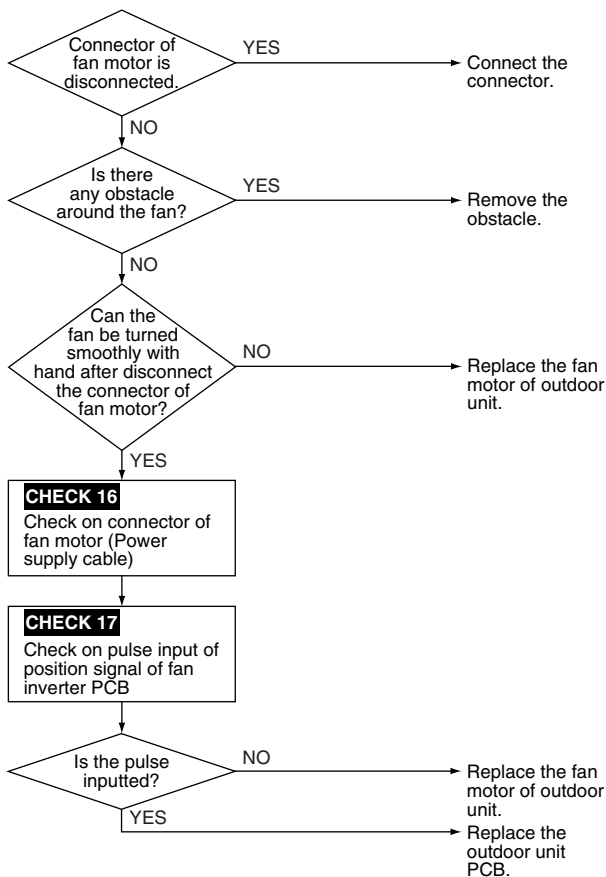 Connector of
fan motor is
disconnected.
YES
Connect the
connector.
NO
Is there
any obstacle
around the fan?
YES
Remove the
obstacle.
NO
Can the
fan be turned
smoothly with
hand after disconnect
the connector of
fan motor?
NO
Replace the fan
motor of outdoor
unit.
YES
CHECK 16
Check on connector of
fan motor (Power
supply cable)
CHECK 17
Check on pulse input of
position signal of fan
inverter PCB
Is the pulse
inputted?
NO
Replace the fan
motor of outdoor
unit.
YES
Replace the
outdoor unit
PCB.